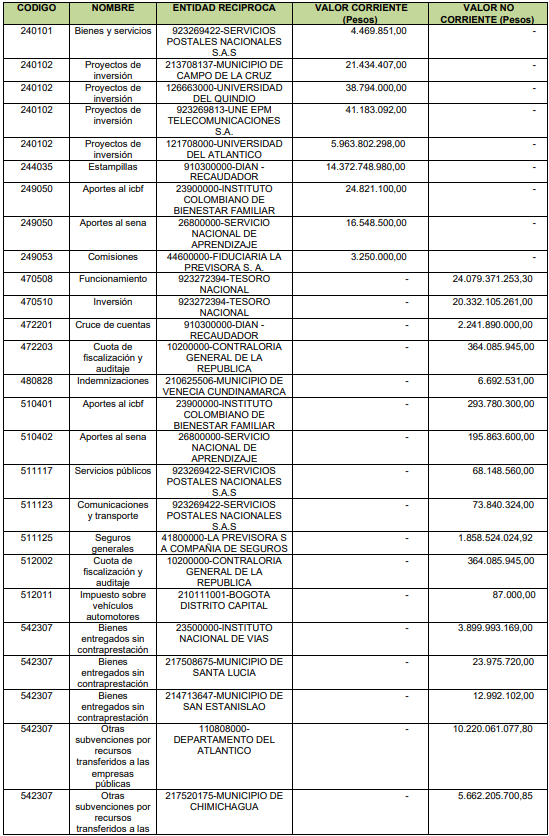 CODIGO NOMBRE ENTIDAD RECIPROCA VALOR CORRIENTE (Pesos) VALOR NO CORRIENTE (Pesos)
240101 Bienes y servicios 923269422-SERVICIOS POSTALES NACIONALES S.A.S 4.469.851,00 -
240102 Proyectos de inversión 213708137-MUNICIPIO DE CAMPO DE LA CRUZ 21.434.407,00 -
240102 Proyectos de inversión 126663000-UNIVERSIDAD DEL QUINDIO 38.794.000,00 -
240102 Proyectos de inversión 923269813-UNE EPM TELECOMUNICACIONES S.A. 41.183.092,00 -
240102 Proyectos de inversión 121708000-UNIVERSIDAD DEL ATLANTICO 5.963.802.298,00 -
244035 Estampillas 910300000-DIAN - RECAUDADOR 14.372.748.980,00 -
249050 Aportes al icbf 23900000-INSTITUTO COLOMBIANO DE BIENESTAR FAMILIAR 24.821.100,00 -
249050 Aportes al sena 26800000-SERVICIO NACIONAL DE APRENDIZAJE 16.548.500,00 -
249053 Comisiones 44600000-FIDUCIARIA LA PREVISORA S. A. 3.250.000,00 -
470508 Funcionamiento 923272394-TESORO NACIONAL - 24.079.371.253,30
470510 Inversión 923272394-TESORO NACIONAL - 20.332.105.261,00
472201 Cruce de cuentas 910300000-DIAN - RECAUDADOR - 2.241.890.000,00
472203 Cuota de fiscalización y auditaje 10200000-CONTRALORIA GENERAL DE LA REPUBLICA - 364.085.945,00
480828 Indemnizaciones 210625506-MUNICIPIO DE VENECIA CUNDINAMARCA - 6.692.531,00
510401 Aportes al icbf 23900000-INSTITUTO COLOMBIANO DE BIENESTAR FAMILIAR - 293.780.300,00
510402 Aportes al sena 26800000-SERVICIO NACIONAL DE APRENDIZAJE - 195.863.600,00
511117 Servicios públicos 923269422-SERVICIOS POSTALES NACIONALES S.A.S - 68.148.560,00
511123 Comunicaciones y transporte 923269422-SERVICIOS POSTALES NACIONALES S.A.S - 73.840.324,00
511125 Seguros generales 41800000-LA PREVISORA S A COMPAÑIA DE SEGUROS - 1.858.524.024,92
512002 Cuota de fiscalización y auditaje 10200000-CONTRALORIA GENERAL DE LA REPUBLICA - 364.085.945,00
512011 Impuesto sobre vehículos automotores 210111001-BOGOTA DISTRITO CAPITAL - 87.000,00
542307 Bienes entregados sin contraprestación 23500000-INSTITUTO NACIONAL DE VIAS - 3.899.993.169,00
542307 Bienes entregados sin contraprestación 217508675-MUNICIPIO DE SANTA LUCIA - 23.975.720,00
542307 Bienes entregados sin contraprestación 214713647-MUNICIPIO DE SAN ESTANISLAO - 12.992.102,00
542307 Otras subvenciones por recursos transferidos a las empresas públicas 110808000-DEPARTAMENTO DEL ATLANTICO - 10.220.061.077,80
542307 Otras subvenciones por recursos transferidos a las 217520175-MUNICIPIO DE CHIMICHAGUA - 5.662.205.700,85